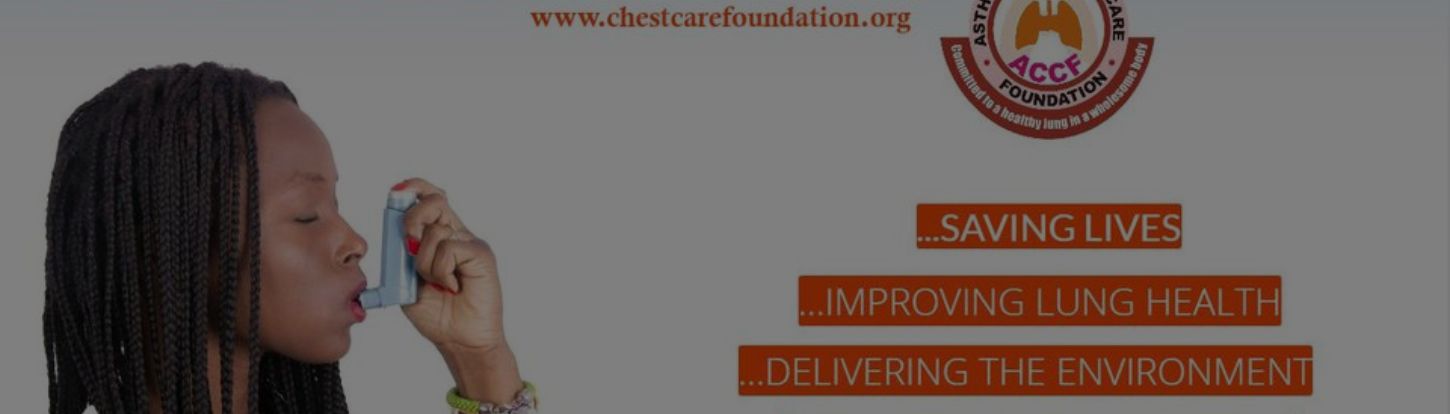 www.chestcarefoundation.org
ASTH
CARE
ACCF
FOUNDATION
Committed to a healthy lung in a wholesome body
...SAVING LIVES
...IMPROVING LUNG HEALTH
...DELIVERING THE ENVIRONMENT